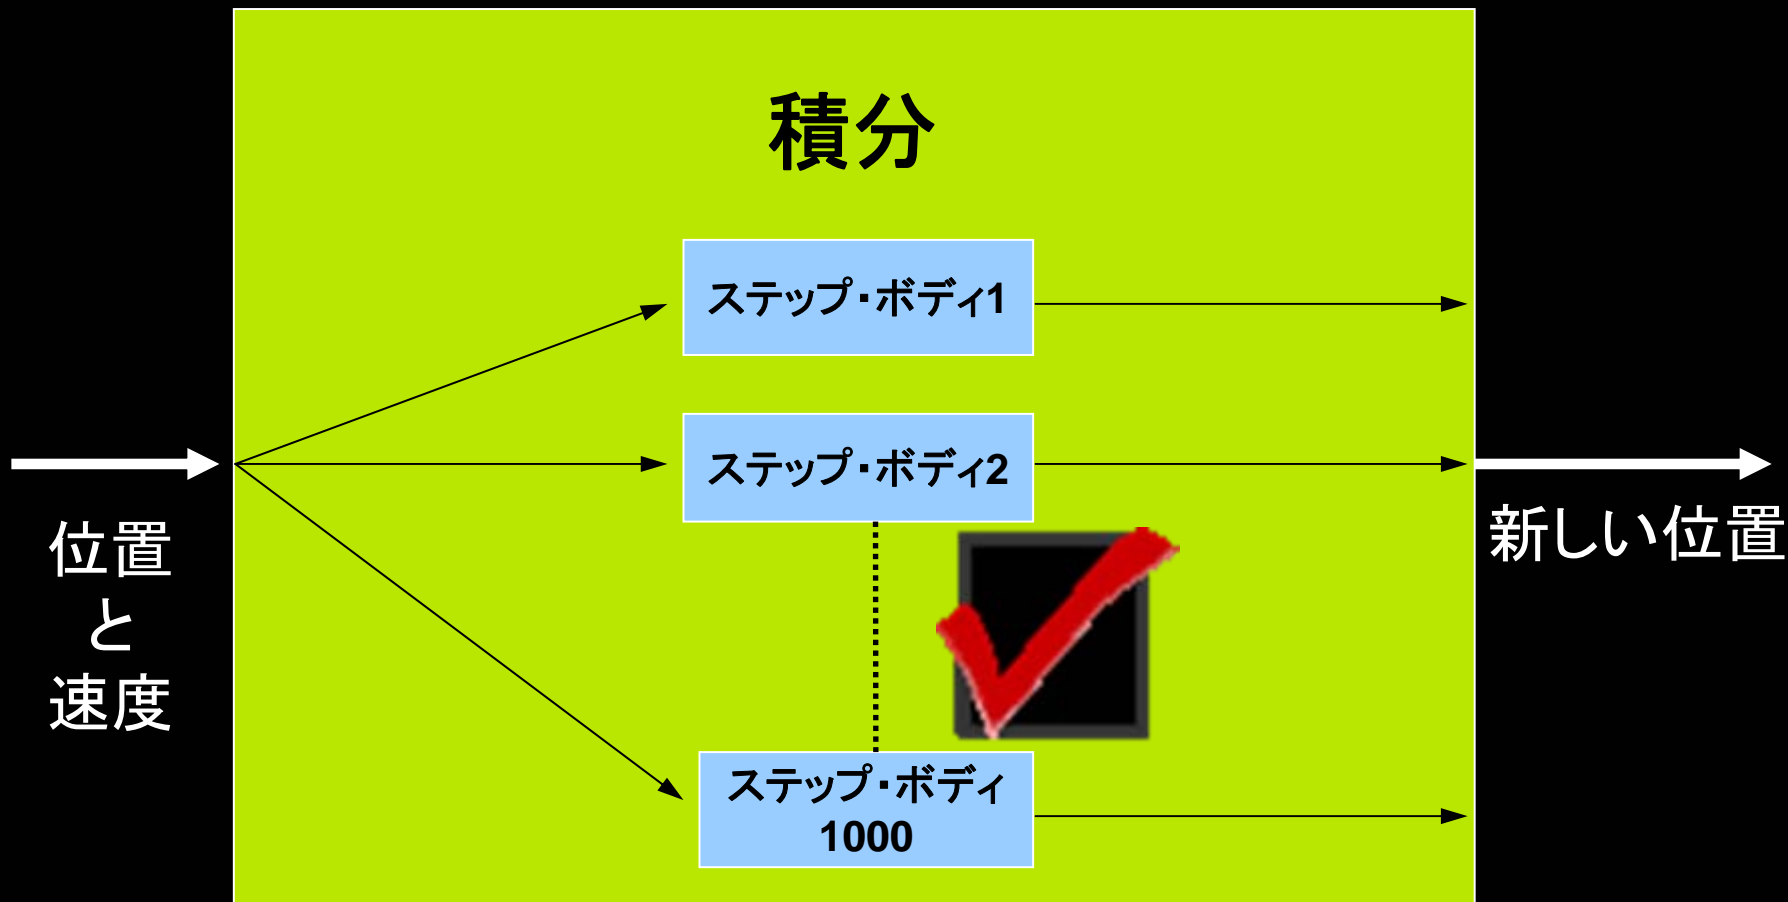 積分
ステップ・ボディ1
ステップ・ボディ2
ステップ・ボディ
1000
位置
と
速度
新しい位置